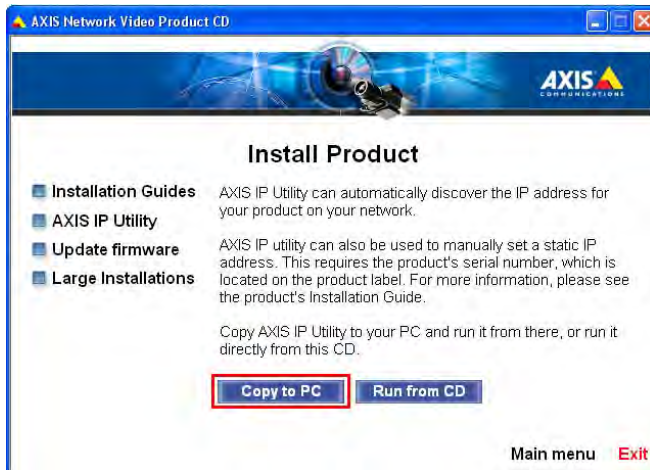 AXIS Network Video Product CD
AXIS
COMMUNICATIONS
Install Product
Installation Guides
AXIS IP Utility
Update firmware
Large Installations
AXIS IP Utility can automatically discover the IP address for
your product on your network.
AXIS IP utility can also be used to manually set a static IP
address. This requires the product's serial number, which is
located on the product label. For more information, please see
the product's Installation Guide.
Copy AXIS IP Utility to your PC and run it from there, or run it
directly from this CD.
Copy to PC
Run from CD
Main menu
Exit